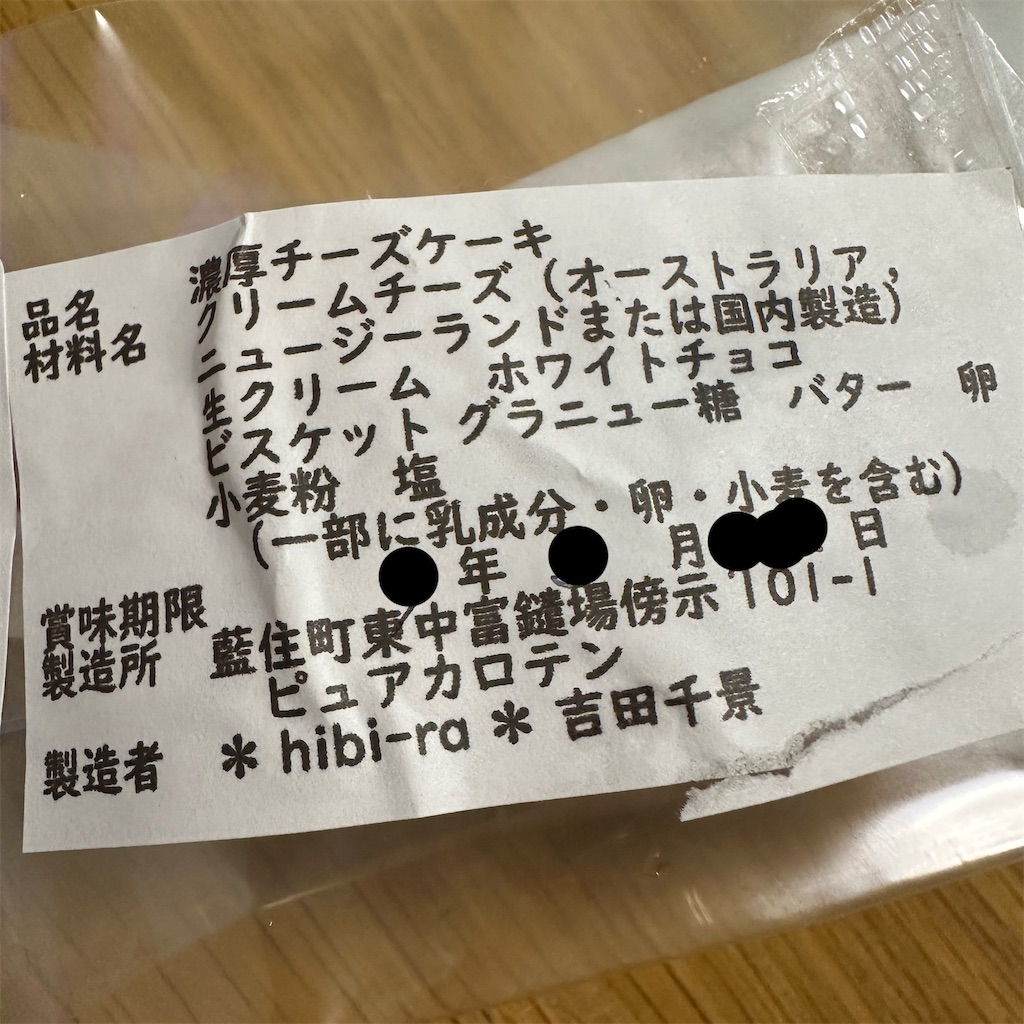 品名 濃厚チーズケーキ
材料名 クリームチーズ（オーストラリア，
ニュージーランドまたは国内製造）
生クリーム ホワイトチョコ
ビスケット グラニュー糖 バター 卵
小麦粉 塩
（一部に乳成分・卵・小麦を含む）
賞味期限 年 月 日
製造所 藍住町東中富鑓場傍示101-1
ピュアカロテン
製造者 ＊hibi-ra＊ 吉田千景